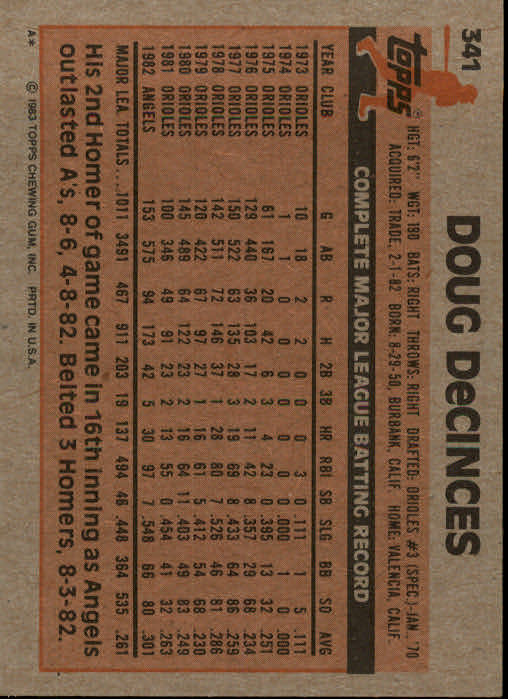 341
DOUG DeCINCES
topps®
HGT: 6'2" WGT: 190 BATS: RIGHT THROWS: RIGHT DRAFTED: ORIOLES #3 (SPEC.)-JAN., '70
ACQUIRED: TRADE, 2-1-82 BORN: 8-29-50, BURBANK, CALIF. HOME: VALENCIA, CALIF.
COMPLETE MAJOR LEAGUE BATTING RECORD
YEAR CLUB G AB R H 2B 3B HR RBI SB SLG BB SO AVG
1973 ORIOLES 10 18 2 2 0 0 0 3 0 .111 1 5 .111
1974 ORIOLES 1 1 0 0 0 0 0 0 0 .000 1 0 .000
1975 ORIOLES 61 167 20 42 6 3 4 23 0 .395 13 32 .251
1976 ORIOLES 129 440 36 103 17 2 11 42 8 .357 29 68 .234
1977 ORIOLES 150 522 63 135 28 3 19 69 8 .433 64 86 .259
1978 ORIOLES 142 511 72 146 37 1 28 80 7 .526 46 81 .286
1979 ORIOLES 120 422 67 97 27 1 16 61 5 .412 54 68 .230
1980 ORIOLES 145 489 64 122 23 2 16 64 11 .403 49 83 .249
1981 ORIOLES 100 346 49 91 23 2 13 55 0 .454 41 32 .263
1982 ANGELS 153 575 94 173 42 5 30 97 7 .548 66 80 .301
MAJOR LEA. TOTALS ... 1011 3491 467 911 203 19 137 494 46 .448 364 535 .261
His 2nd Homer of game came in 16th inning as Angels
outlasted A's, 8-6, 4-8-82. Belted 3 Homers, 8-3-82.
A* © 1983 TOPPS CHEWING GUM, INC. PRTD. IN U.S.A.